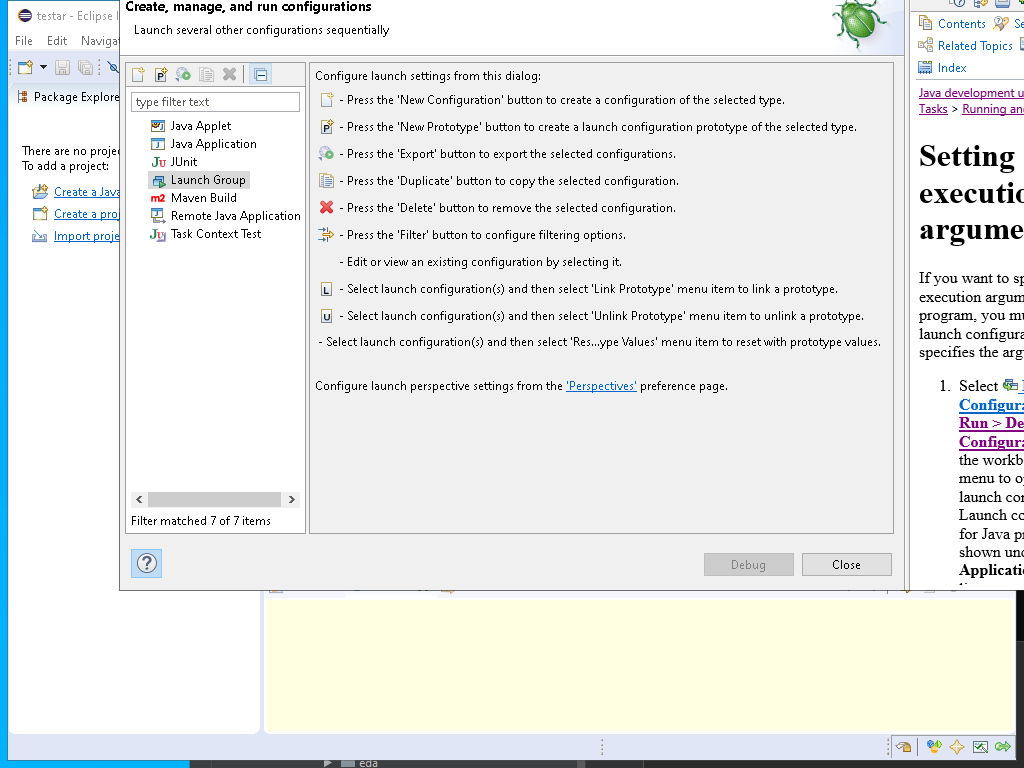 testar - Eclipse I
File Edit Navigat
Package Explore
There are no projec
To add a project:
Create a Java
Create a proj
Import proje
Create, manage, and run configurations
Launch several other configurations sequentially
type filter text
Java Applet
Java Application
JUnit
Launch Group
Maven Build
Remote Java Application
Task Context Test
Filter matched 7 of 7 items
Configure launch settings from this dialog:
- Press the 'New Configuration' button to create a configuration of the selected type.
- Press the 'New Prototype' button to create a launch configuration prototype of the selected type.
- Press the 'Export' button to export the selected configurations.
- Press the 'Duplicate' button to copy the selected configuration.
- Press the 'Delete' button to remove the selected configuration.
- Press the 'Filter' button to configure filtering options.
- Edit or view an existing configuration by selecting it.
- Select launch configuration(s) and then select 'Link Prototype' menu item to link a prototype.
- Select launch configuration(s) and then select 'Unlink Prototype' menu item to unlink a prototype.
- Select launch configuration(s) and then select 'Res...ype Values' menu item to reset with prototype values.
Configure launch perspective settings from the 'Perspectives' preference page.
Debug Close
Contents Se
Related Topics
Index
Java development u
Tasks > Running and
Setting
executio
argume
If you want to sp
execution argum
program, you mu
launch configura
specifies the arg
1. Select
Configura
Run > De
Configura
the workb
menu to op
launch con
Launch co
for Java pr
shown und
Applicatio
eda